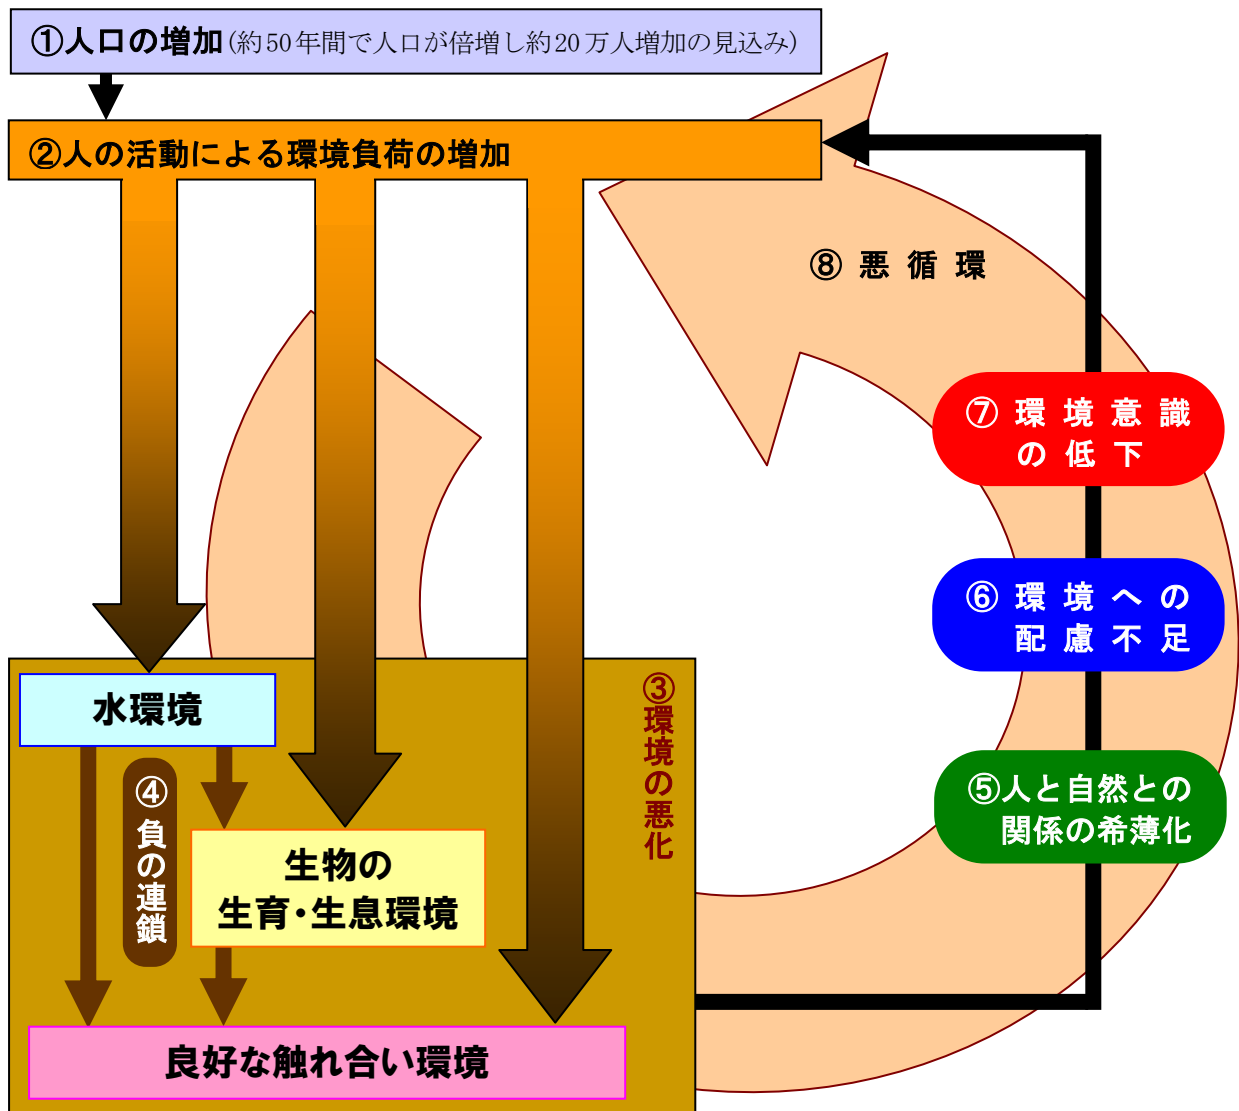 ①人口の増加(約50年間で人口が倍増し約20万人増加の見込み)
②人の活動による環境負荷の増加
⑧ 悪 循 環
⑦ 環 境 意 識
の 低 下
⑥ 環 境 へ の
配 慮 不 足
⑤人と自然との
関係の希薄化
③環境の悪化
水環境
④負の連鎖
生物の
生育・生息環境
良好な触れ合い環境